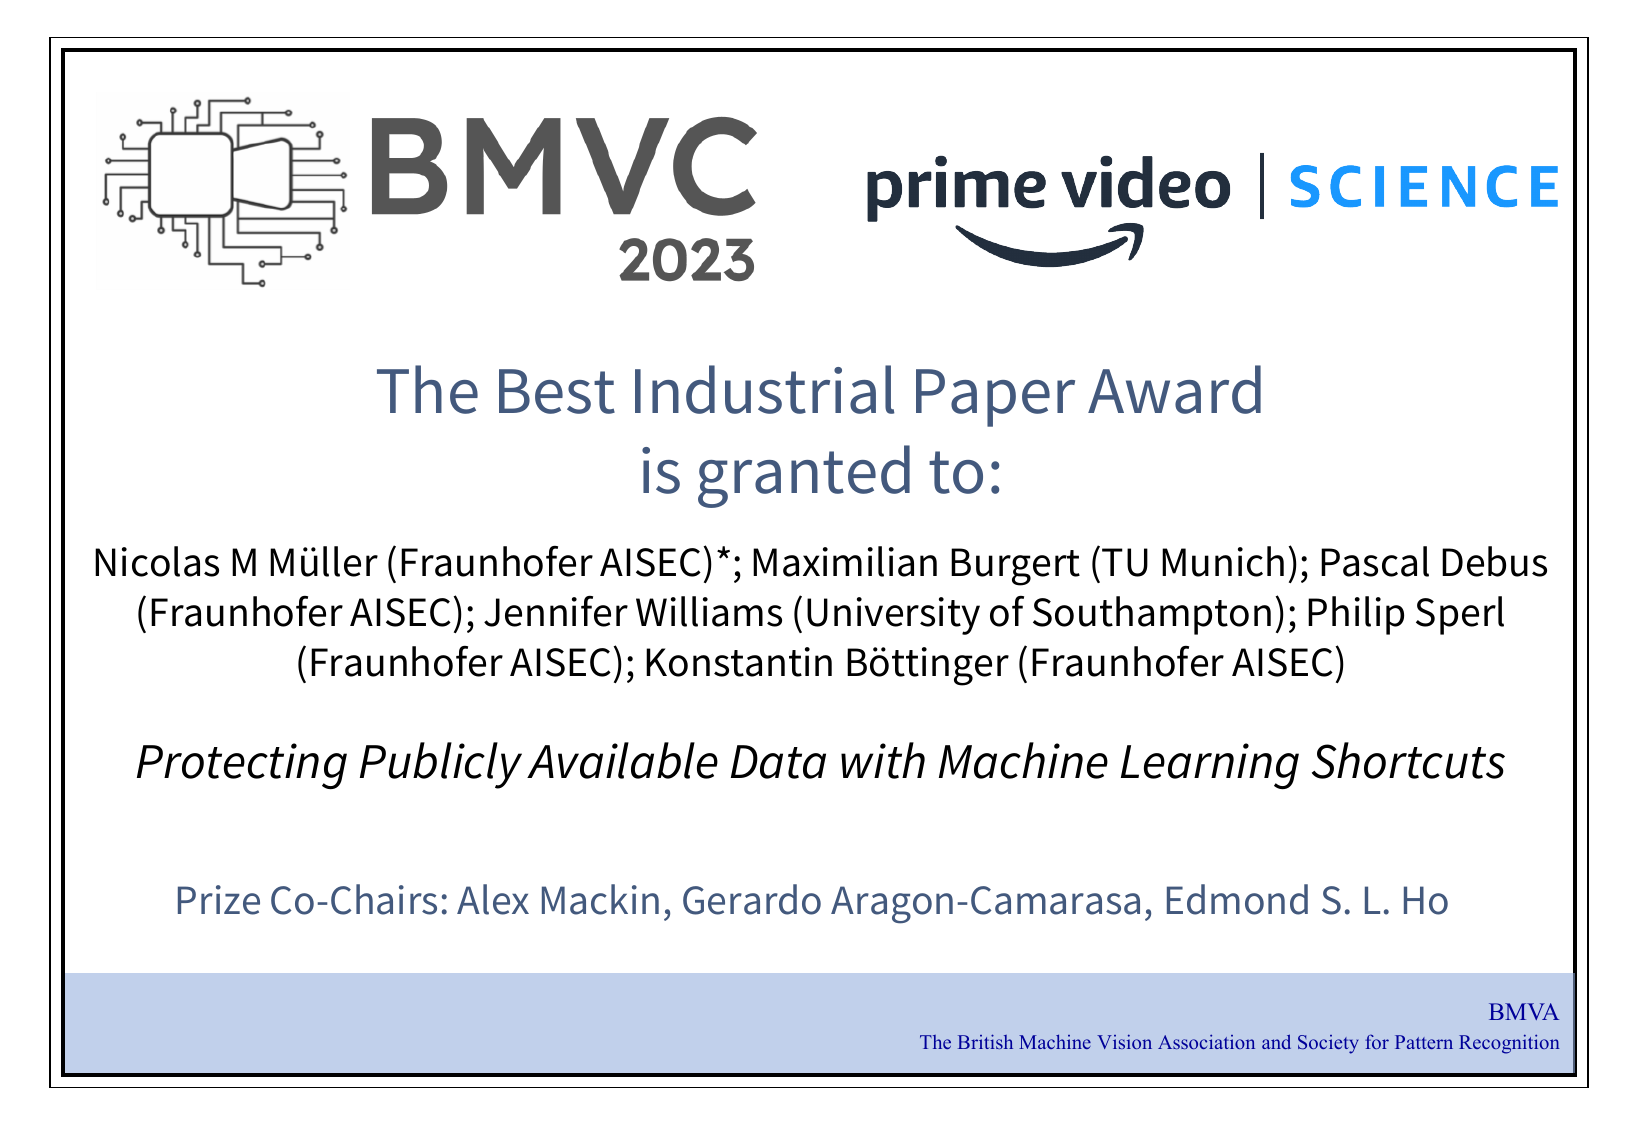 BMVC
2023
prime video | SCIENCE
The Best Industrial Paper Award
is granted to:
Nicolas M Müller (Fraunhofer AISEC)*; Maximilian Burgert (TU Munich); Pascal Debus
(Fraunhofer AISEC); Jennifer Williams (University of Southampton); Philip Sperl
(Fraunhofer AISEC); Konstantin Böttinger (Fraunhofer AISEC)
Protecting Publicly Available Data with Machine Learning Shortcuts
Prize Co-Chairs: Alex Mackin, Gerardo Aragon-Camarasa, Edmond S. L. Ho
BMVA
The British Machine Vision Association and Society for Pattern Recognition